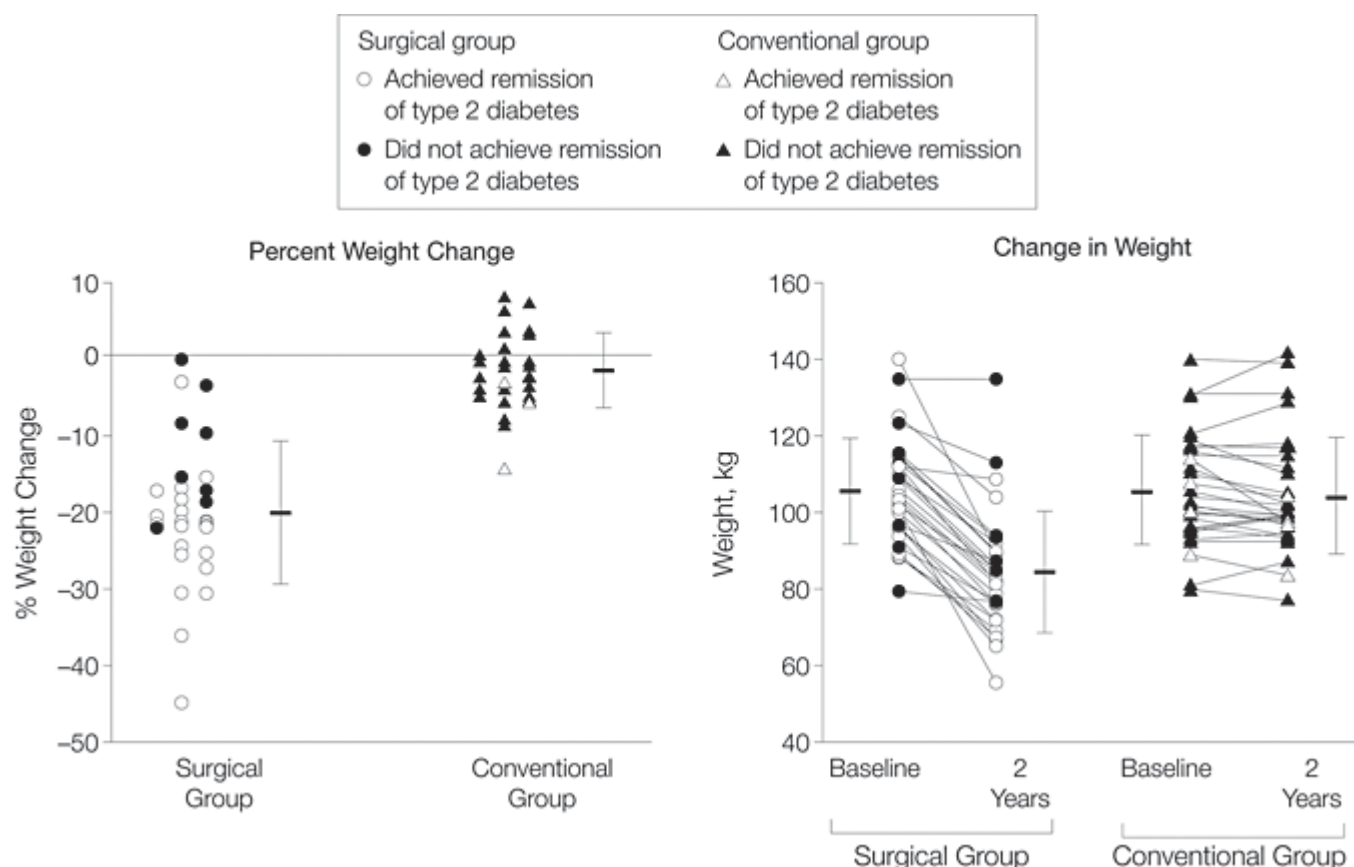 Surgical group
Achieved remission
of type 2 diabetes
Did not achieve remission
of type 2 diabetes
Conventional group
Achieved remission
of type 2 diabetes
Did not achieve remission
of type 2 diabetes
Percent Weight Change
% Weight Change
10
0
–10
–20
–30
–40
–50
Surgical
Group
Conventional
Group
Change in Weight
Weight, kg
160
140
120
100
80
60
40
Baseline
2
Years
Baseline
2
Years
Surgical Group
Conventional Group